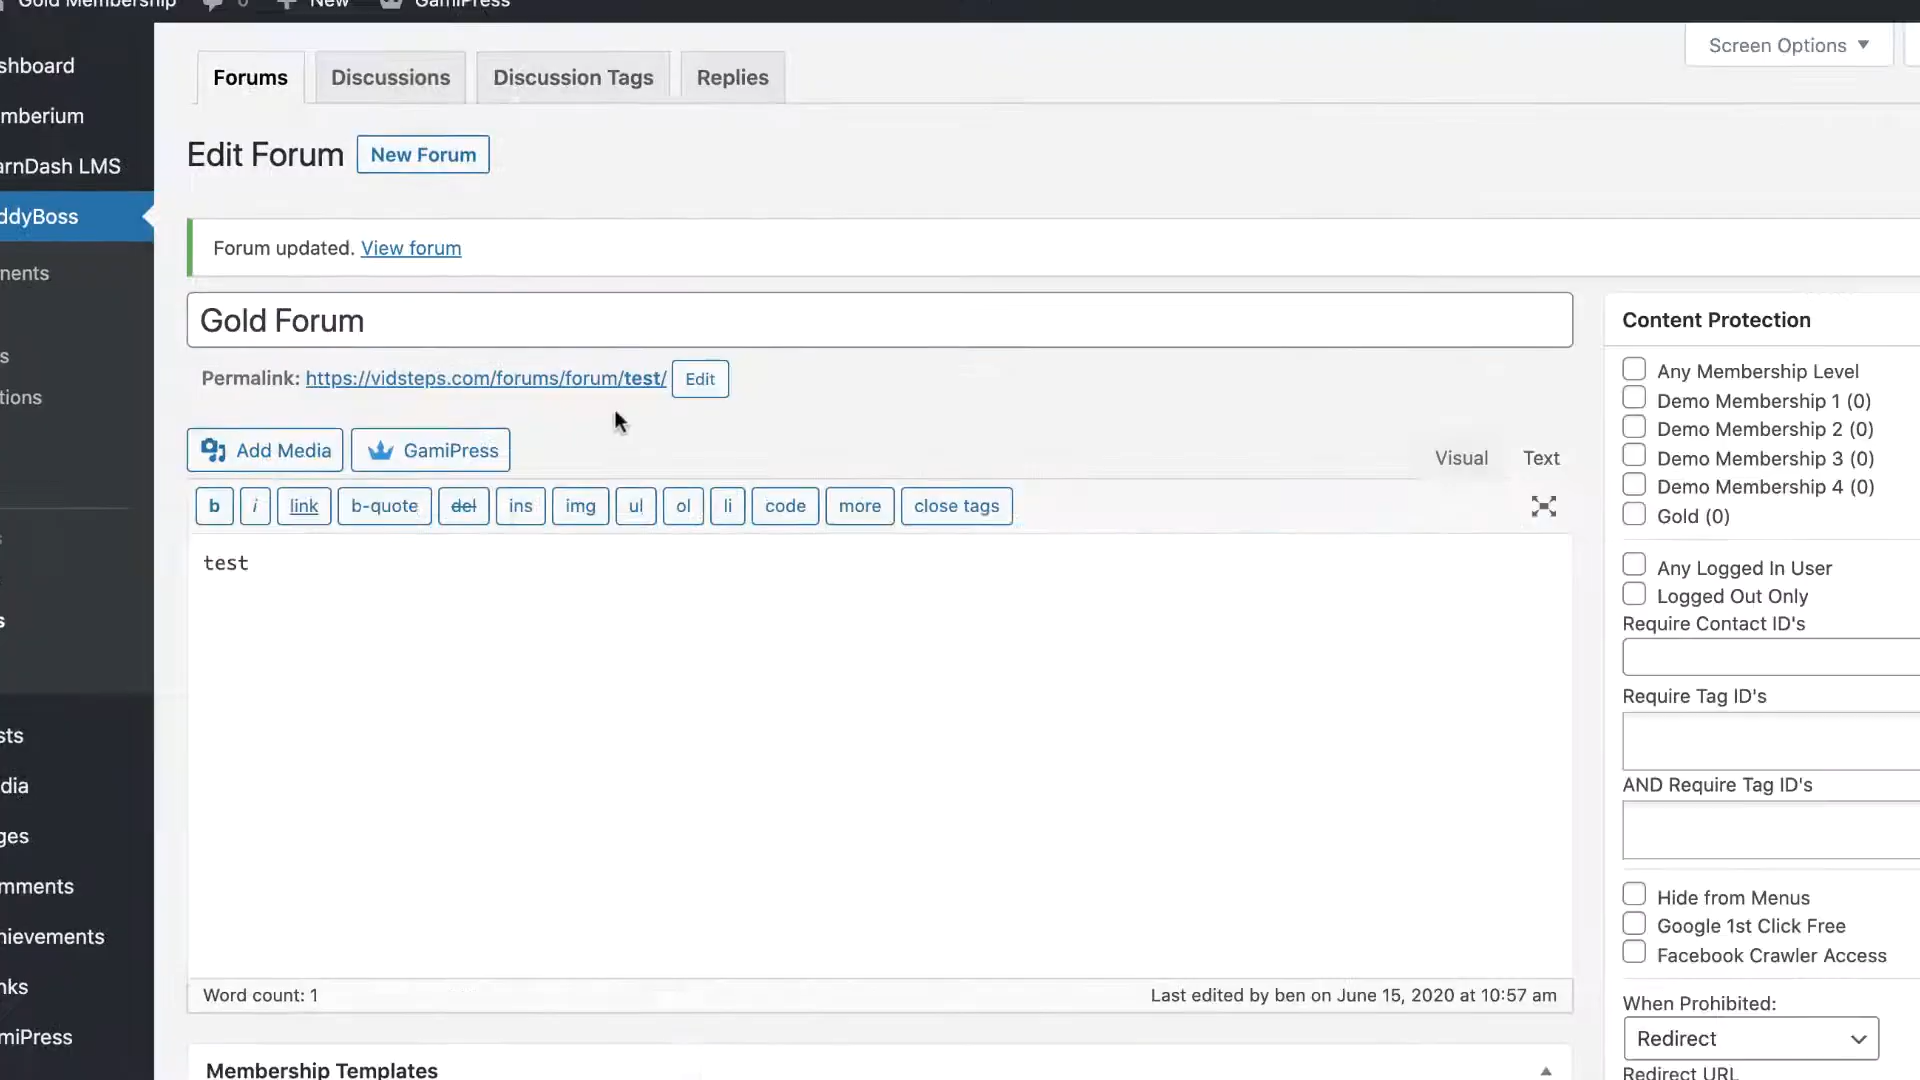 Gold Membership 0 New GamiPress
Screen Options
shboard
mberium
arnDash LMS
ddyBoss
nents
s
tions
s
sts
dia
ges
mments
hievements
nks
miPress
Forums Discussions Discussion Tags Replies
Edit Forum New Forum
Forum updated. View forum
Gold Forum
Permalink: https://vidsteps.com/forums/forum/test/ Edit
Add Media GamiPress
Visual Text
b i link b-quote del ins img ul ol li code more close tags
test
Word count: 1 Last edited by ben on June 15, 2020 at 10:57 am
Membership Templates
Content Protection
Any Membership Level
Demo Membership 1 (0)
Demo Membership 2 (0)
Demo Membership 3 (0)
Demo Membership 4 (0)
Gold (0)
Any Logged In User
Logged Out Only
Require Contact ID's
Require Tag ID's
AND Require Tag ID's
Hide from Menus
Google 1st Click Free
Facebook Crawler Access
When Prohibited:
Redirect
Redirect URL